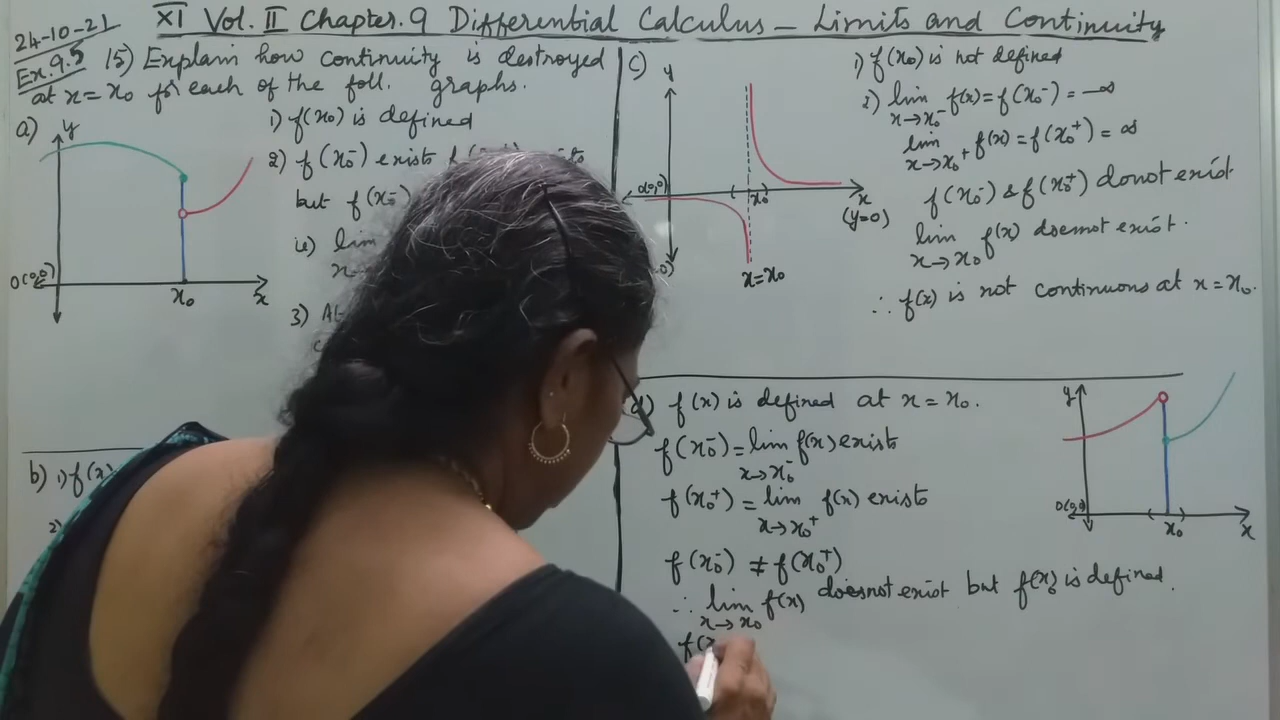 24-10-21
XI Vol. II Chapter.9 Differential Calculus – Limits and Continuity
Ex.9.5 15) Explain how continuity is destroyed
at x = x₀ for each of the foll. graphs.
a) y
1) f(x₀) is defined
2) f(x₀⁻) exists
but f(x₀⁻)
ie) lim
x→
3)
O(0,0)
x₀ x
b) 1) f(x)
2)
c) y
O(0,0)
x₀
x
(y=0)
x=x₀
1) f(x₀) is not defined
2) lim f(x) = f(x₀⁻) = -∞
x→x₀⁻
lim f(x) = f(x₀⁺) = ∞
x→x₀⁺
f(x₀⁻) & f(x₀⁺) donot exist
lim f(x) doesnot exist.
x→x₀
∴ f(x) is not continuous at x = x₀.
d) f(x) is defined at x = x₀.
f(x₀⁻) = lim f(x) exists
x→x₀⁻
f(x₀⁺) = lim f(x) exists
x→x₀⁺
f(x₀⁻) ≠ f(x₀⁺)
∴ lim f(x) doesnot exist but f(x₀) is defined.
x→x₀
f(x
y
O(0,0)
x₀ x